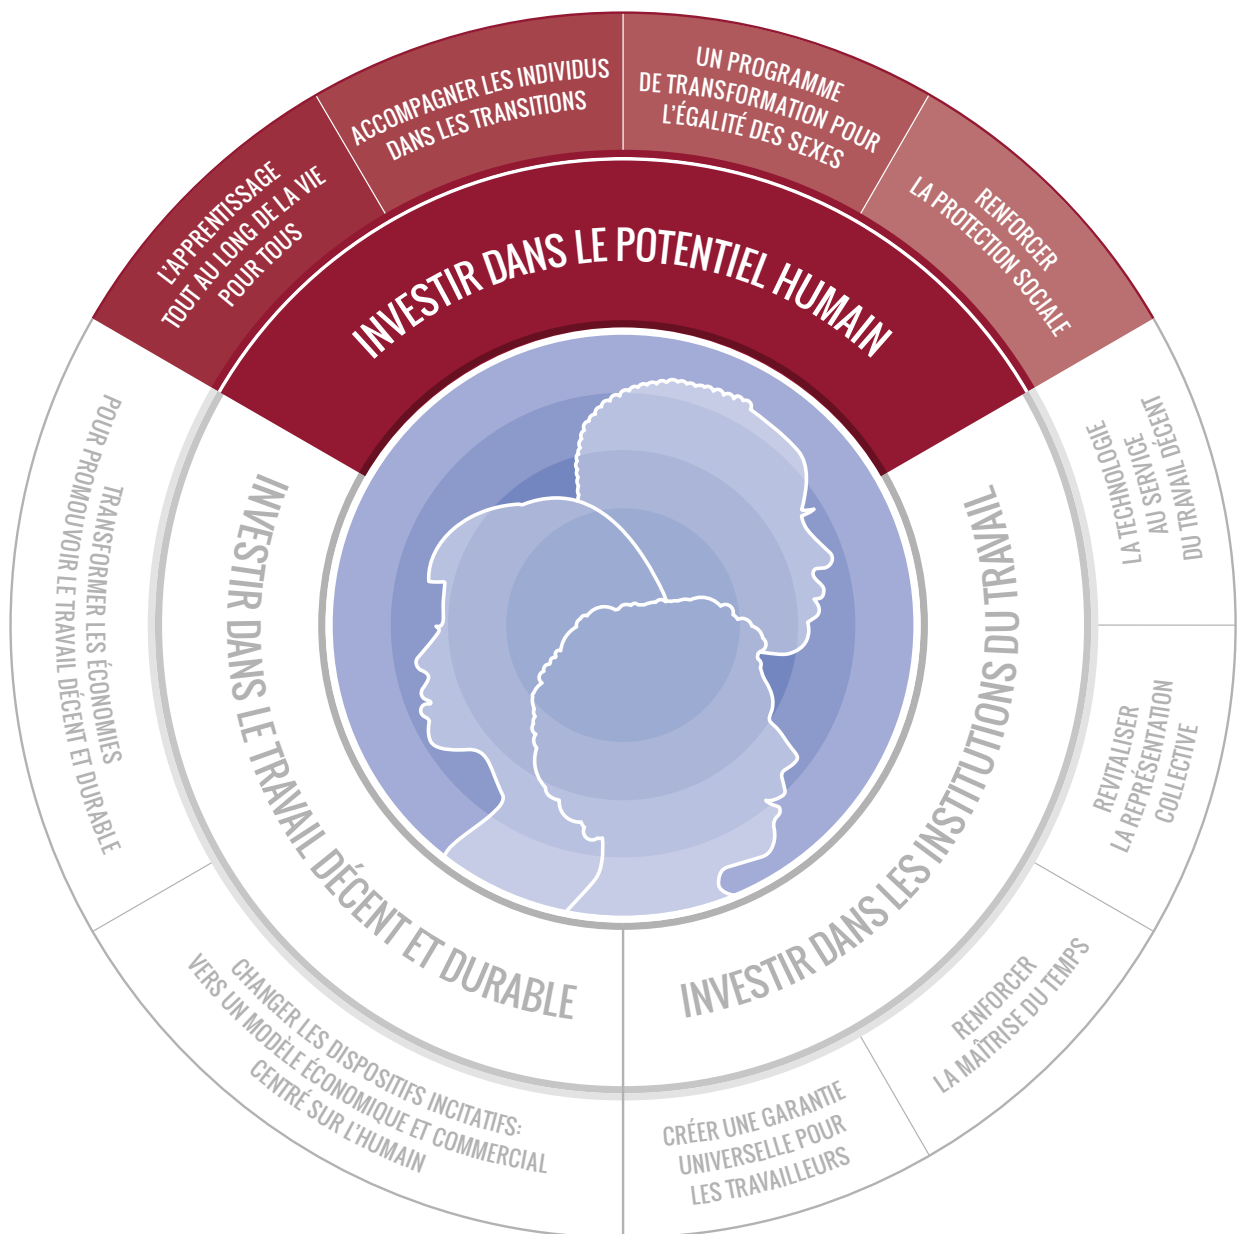 L'APPRENTISSAGE
TOUT AU LONG DE LA VIE
POUR TOUS
ACCOMPAGNER LES INDIVIDUS
DANS LES TRANSITIONS
UN PROGRAMME
DE TRANSFORMATION POUR
L'ÉGALITÉ DES SEXES
RENFORCER
LA PROTECTION SOCIALE
INVESTIR DANS LE POTENTIEL HUMAIN
LA TECHNOLOGIE
AU SERVICE
DU TRAVAIL DÉCENT
REVITALISER
LA REPRÉSENTATION
COLLECTIVE
RENFORCER
LA MAÎTRISE DU TEMPS
CRÉER UNE GARANTIE
UNIVERSELLE POUR
LES TRAVAILLEURS
INVESTIR DANS LES INSTITUTIONS DU TRAVAIL
TRANSFORMER LES ÉCONOMIES
POUR PROMOUVOIR LE TRAVAIL DÉCENT ET DURABLE
CHANGER LES DISPOSITIFS INCITATIFS:
VERS UN MODÈLE ÉCONOMIQUE ET COMMERCIAL
CENTRÉ SUR L'HUMAIN
INVESTIR DANS LE TRAVAIL DÉCENT ET DURABLE